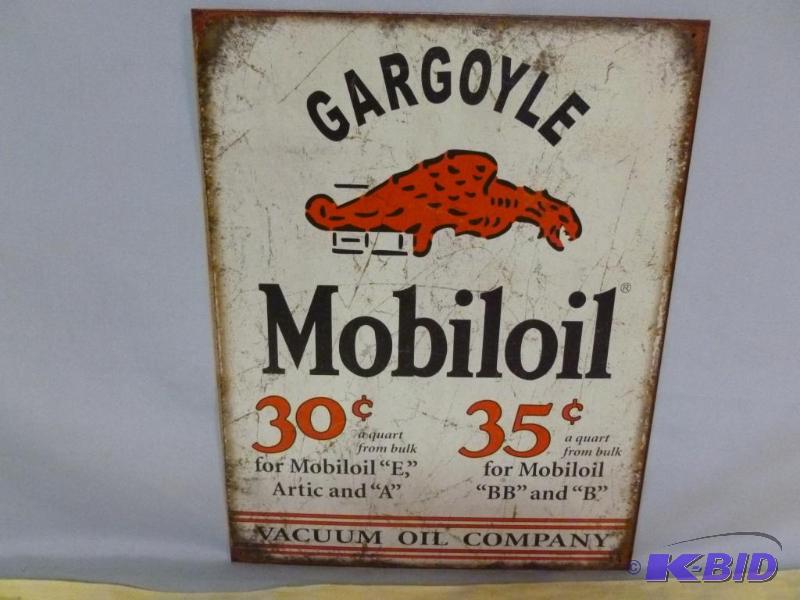 GARGOYLE
Mobiloil®
30¢ a quart
from bulk
for Mobiloil "E,"
Artic and "A"
35¢ a quart
from bulk
for Mobiloil
"BB" and "B"
VACUUM OIL COMPANY
© K-BID